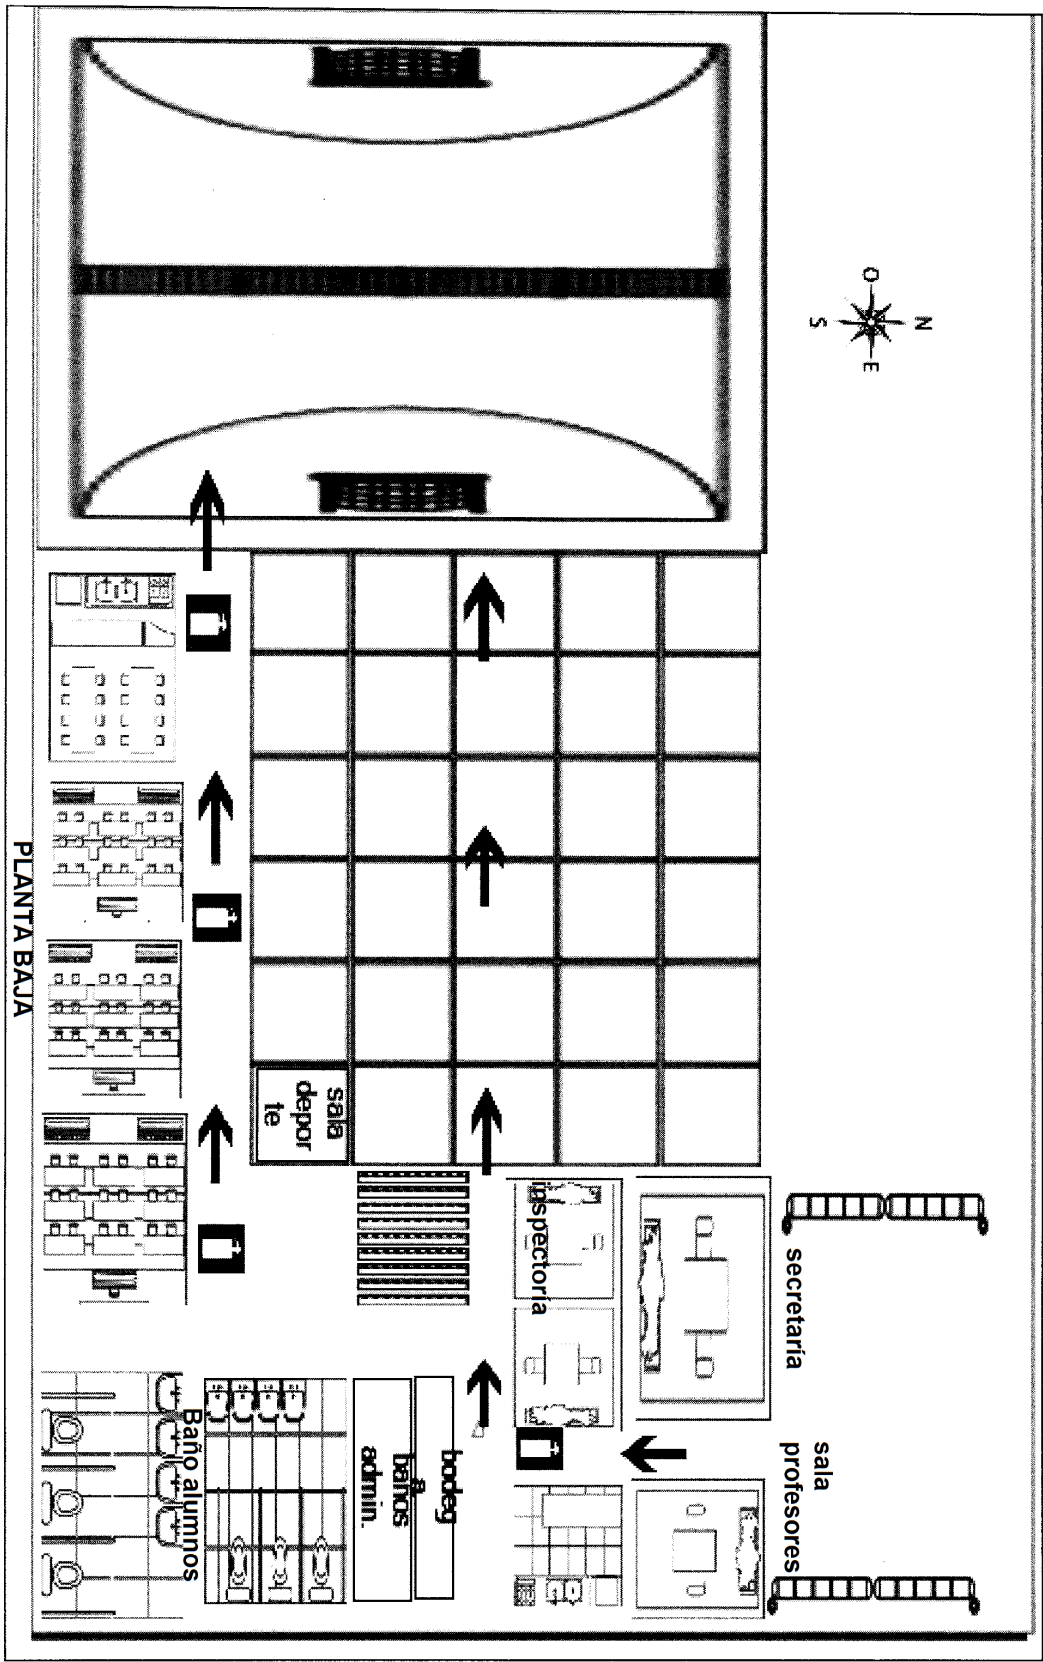 O
N
S
E
secretaría
sala
profesores
inspectoría
sala
depor
te
bodeg
a
baños
admin.
Baño alumnos
PLANTA BAJA